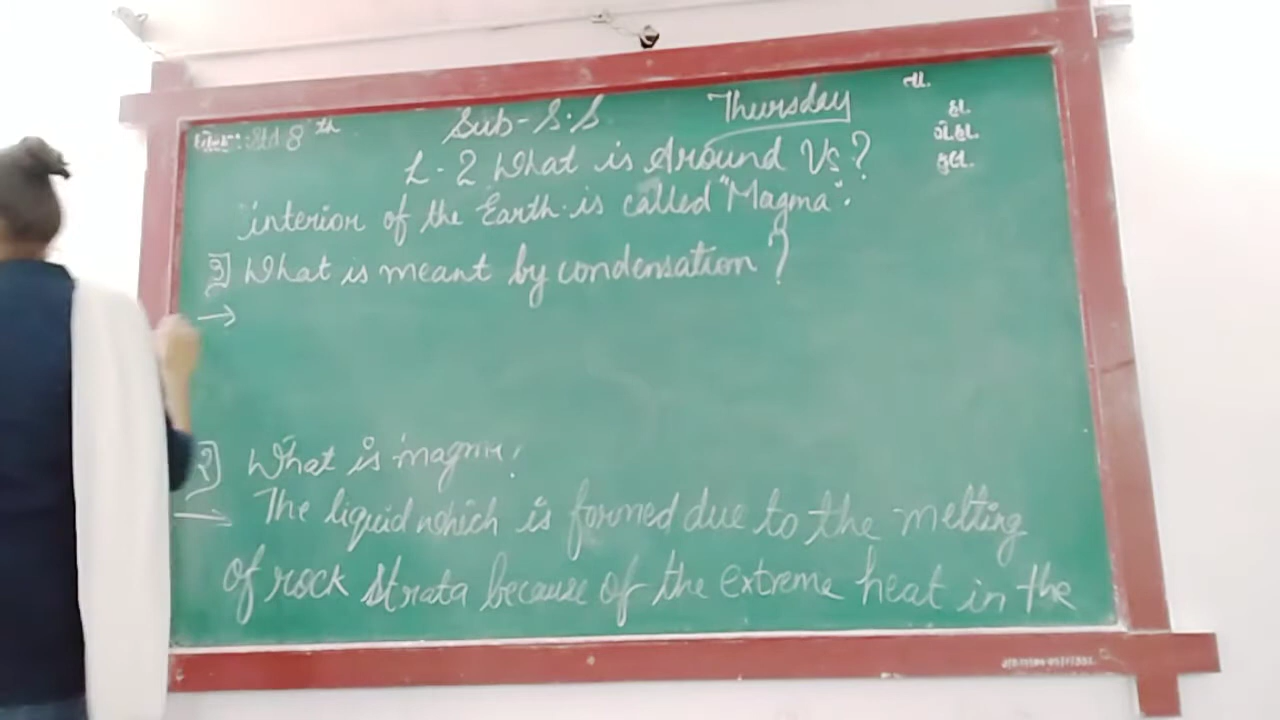 Std 8th
Sub- S.S
Thursday
તા.
L-2 What is Around Us?
હા.
ગે.હા.
કુલ.
interior of the Earth is called "Magma".
3] What is meant by condensation?
→
2] What is magma?
→ The liquid which is formed due to the melting
of rock strata because of the extreme heat in the